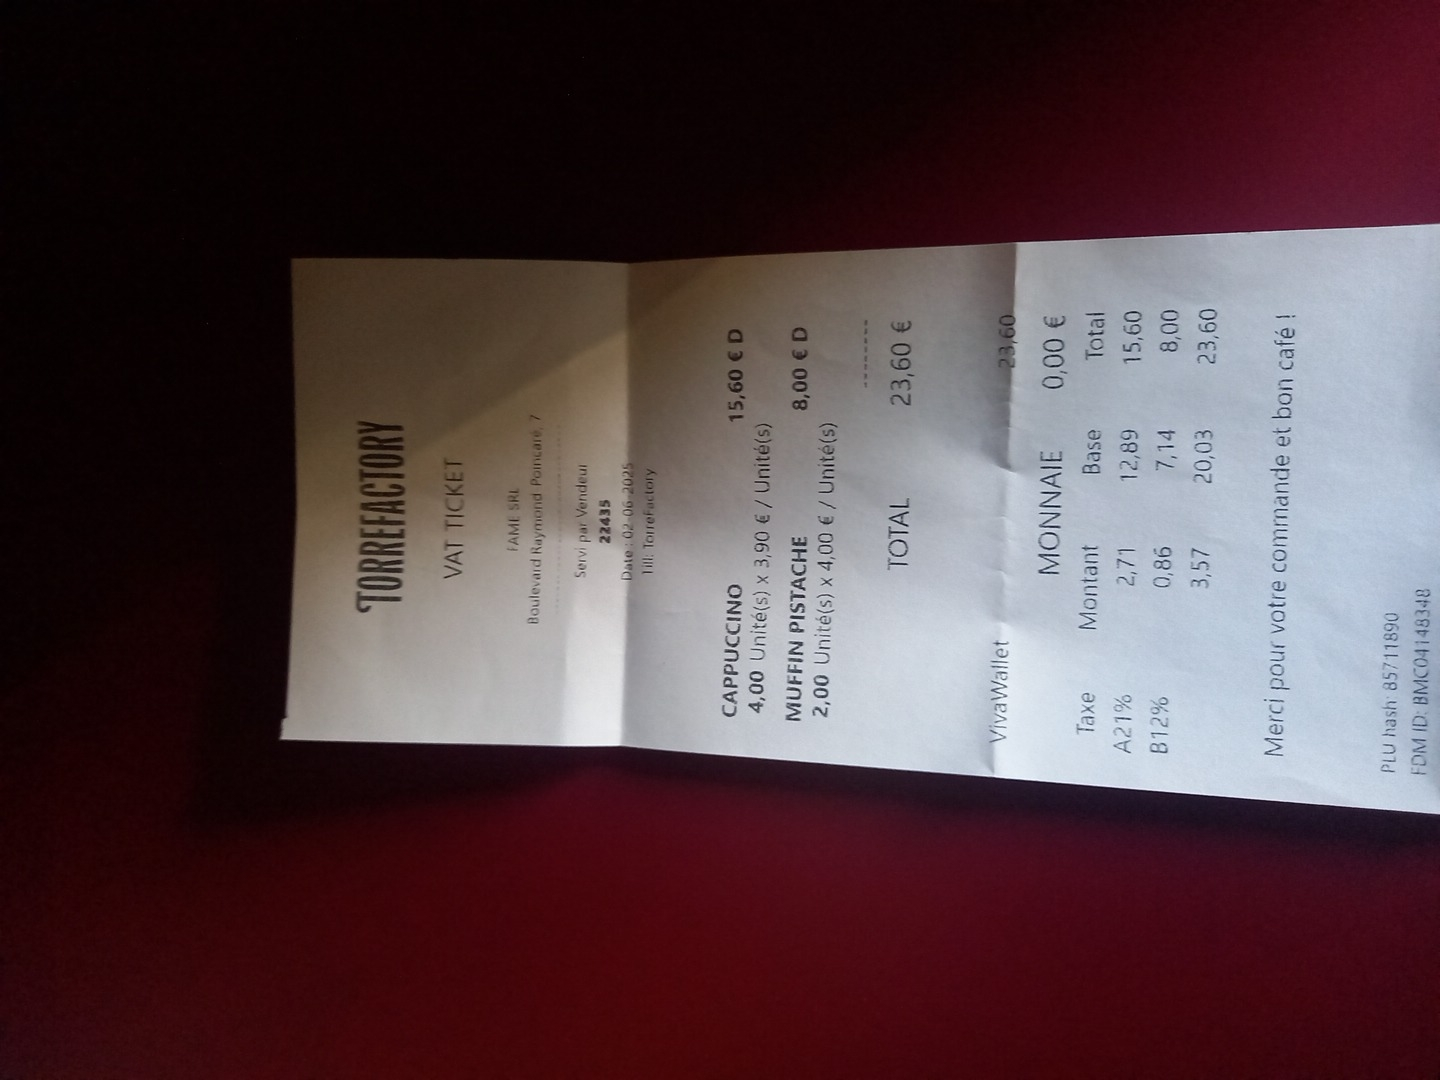 TORREFACTORY
VAT TICKET
FAME SRL
Boulevard Raymond Poincaré, 7
Servi par Vendeur
22435
Date : 02-06-2025
Till: TorreFactory
CAPPUCCINO 15,60 € D
4,00 Unité(s) x 3,90 € / Unité(s)
MUFFIN PISTACHE 8,00 € D
2,00 Unité(s) x 4,00 € / Unité(s)
--------
TOTAL 23,60 €
VivaWallet 23,60
MONNAIE 0,00 €
Taxe Montant Base Total
A21% 2,71 12,89 15,60
B12% 0,86 7,14 8,00
3,57 20,03 23,60
Merci pour votre commande et bon café !
PLU hash: 85711890
FDM ID: BMC04148348